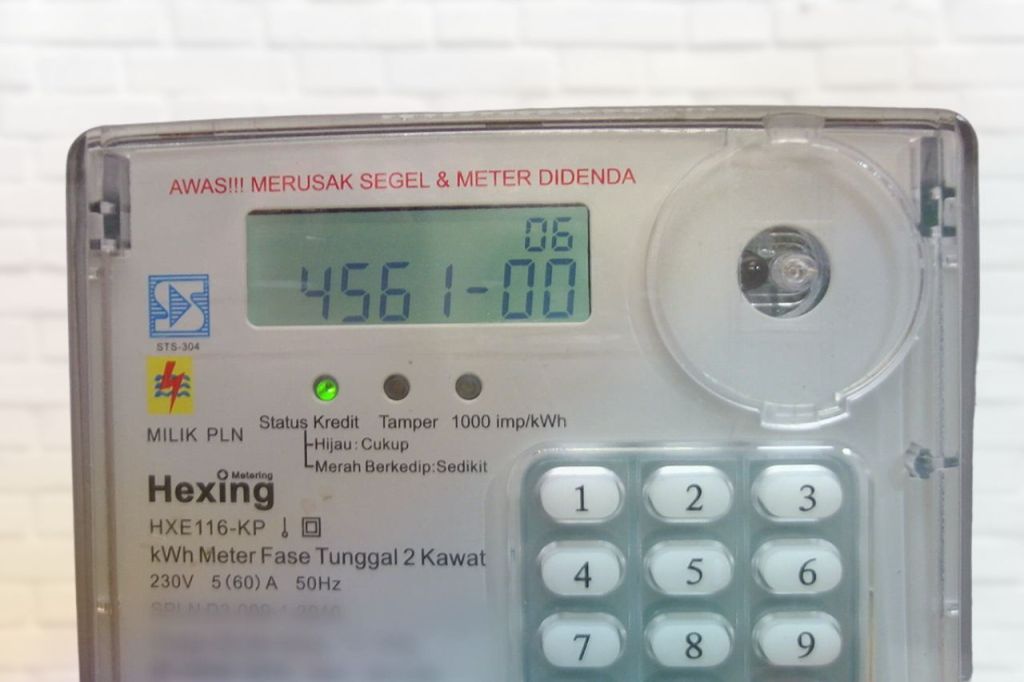 AWAS!!! MERUSAK SEGEL & METER DIDENDA
06
4561-00
STS-304
MILIK PLN
Status Kredit Tamper 1000 imp/kWh
Hijau: Cukup
Merah Berkedip:Sedikit
Metering
Hexing
HXE116-KP
kWh Meter Fase Tunggal 2 Kawat
230V 5(60)A 50Hz
1 2 3
4 5 6
7 8 9